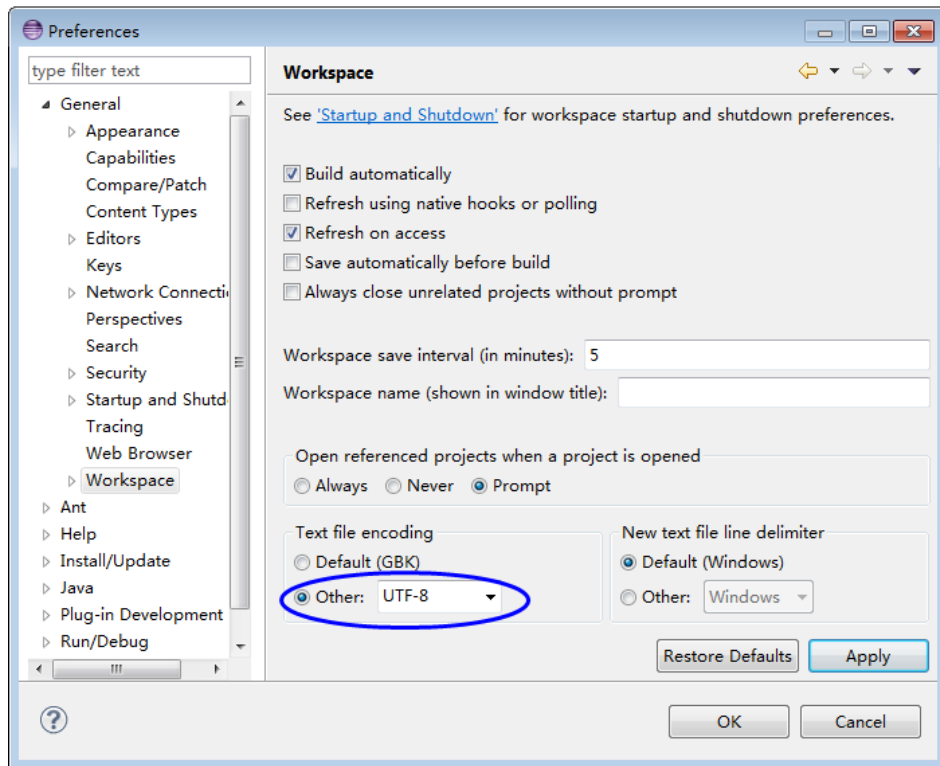 Preferences
type filter text
General
Appearance
Capabilities
Compare/Patch
Content Types
Editors
Keys
Network Connecti
Perspectives
Search
Security
Startup and Shutd
Tracing
Web Browser
Workspace
Ant
Help
Install/Update
Java
Plug-in Development
Run/Debug
Workspace
See 'Startup and Shutdown' for workspace startup and shutdown preferences.
Build automatically
Refresh using native hooks or polling
Refresh on access
Save automatically before build
Always close unrelated projects without prompt
Workspace save interval (in minutes): 5
Workspace name (shown in window title):
Open referenced projects when a project is opened
Always Never Prompt
Text file encoding
Default (GBK)
Other: UTF-8
New text file line delimiter
Default (Windows)
Other: Windows
Restore Defaults Apply
OK Cancel